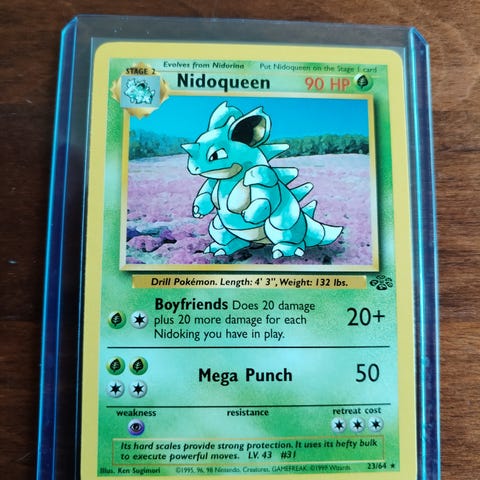 Evolves from Nidorina Put Nidoqueen on the Stage 1 card
STAGE 2
Nidoqueen 90 HP
Drill Pokémon. Length: 4' 3", Weight: 132 lbs.
Boyfriends Does 20 damage
plus 20 more damage for each
Nidoking you have in play.
20+
Mega Punch 50
weakness resistance retreat cost
Its hard scales provide strong protection. It uses its hefty bulk
to execute powerful moves. LV. 43 #31
Illus. Ken Sugimori ©1995, 96, 98 Nintendo, Creatures, GAMEFREAK. ©1999 Wizards. 23/64 ★